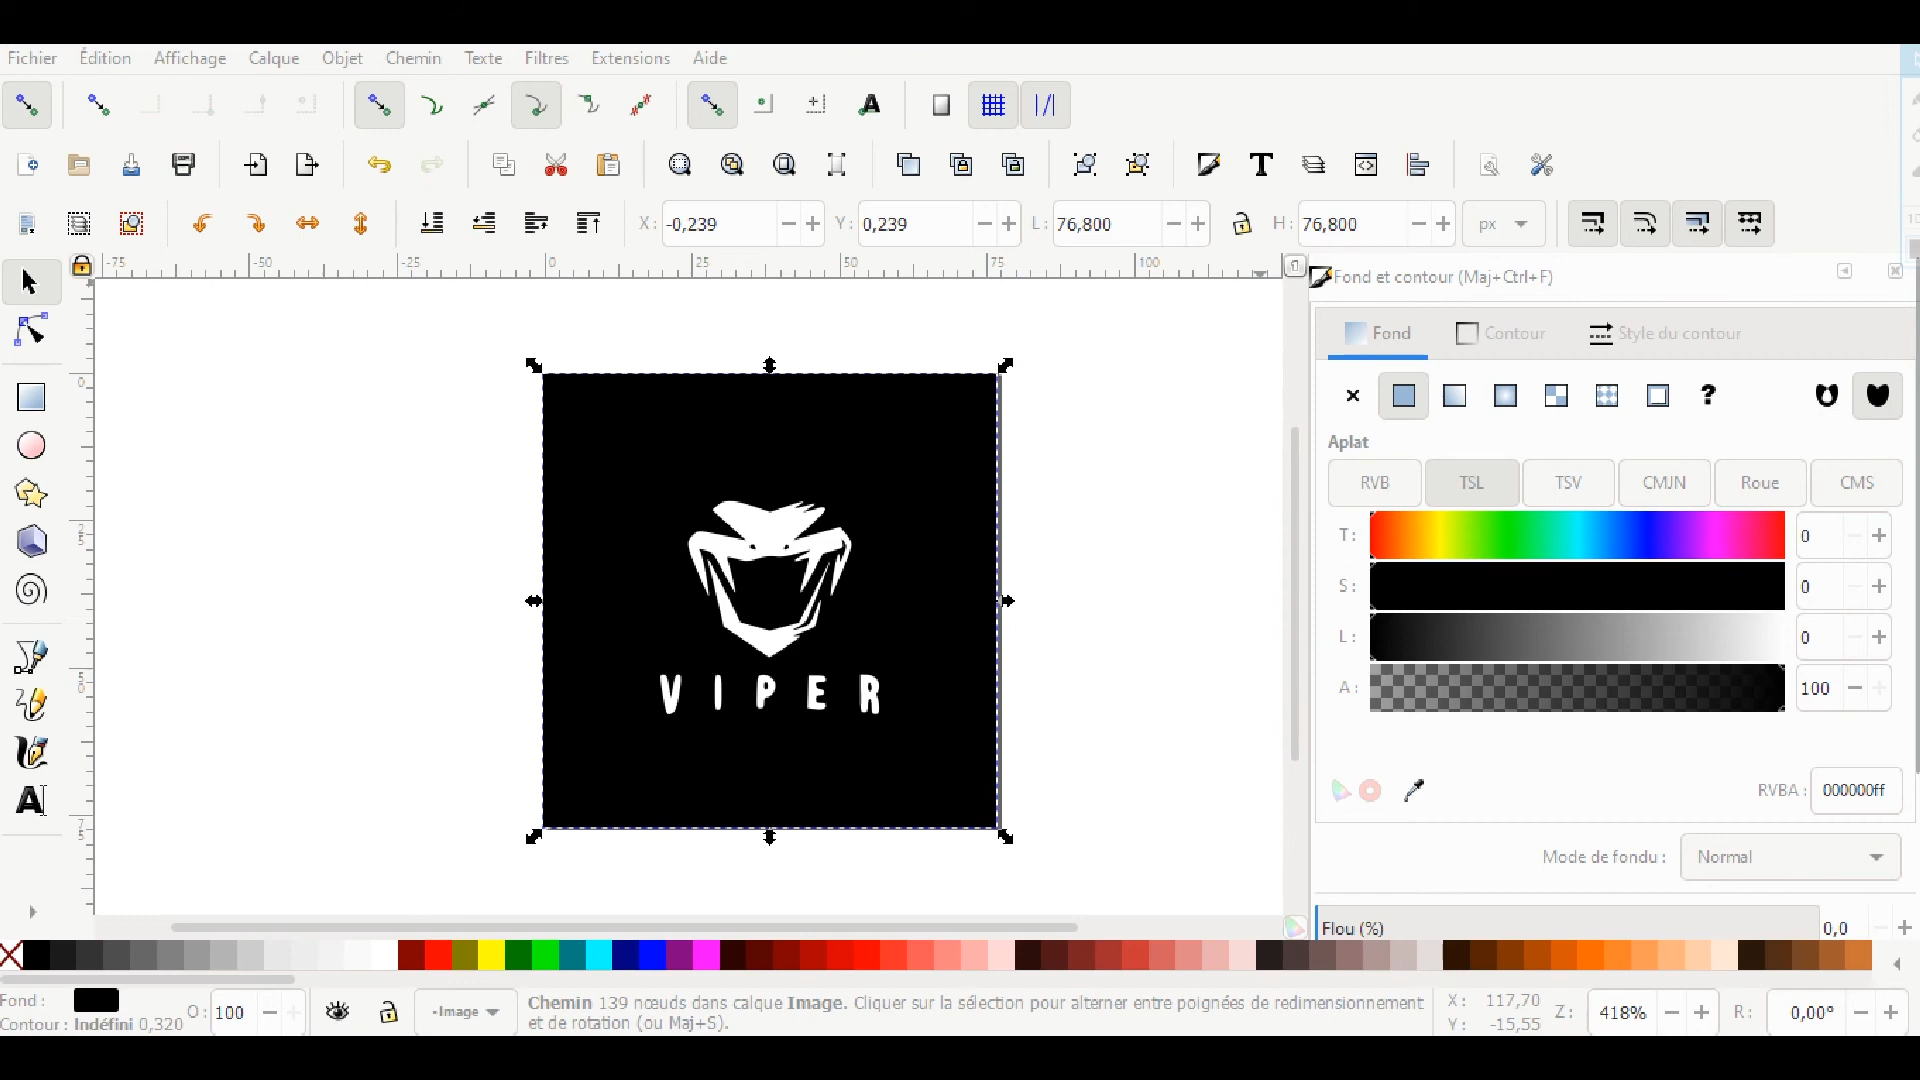 Fichier Édition Affichage Calque Objet Chemin Texte Filtres Extensions Aide
X : -0,239 Y : 0,239 L : 76,800 H : 76,800 px
-75 -50 -25 0 25 50 75 100
Fond et contour (Maj+Ctrl+F)
Fond Contour Style du contour
Aplat
RVB TSL TSV CMJN Roue CMS
T : 0
S : 0
L : 0
A : 100
RVBA : 000000ff
Mode de fondu : Normal
Flou (%) 0,0
0
25
50
75
VIPER
Fond : O : 100 -Image Chemin 139 nœuds dans calque Image. Cliquer sur la sélection pour alterner entre poignées de redimensionnement X : 117,70 Z : 418% R : 0,00°
Contour : Indéfini 0,320 et de rotation (ou Maj+S). Y : -15,55